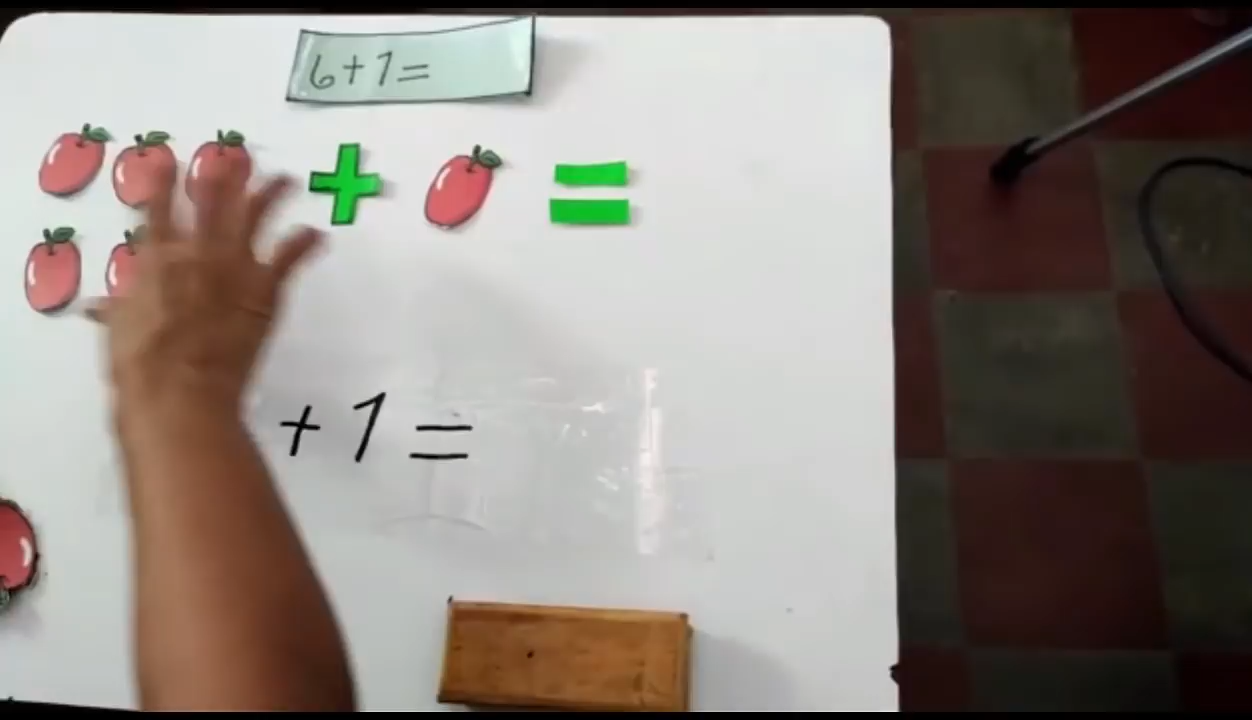 6+1=
+ =
+1=